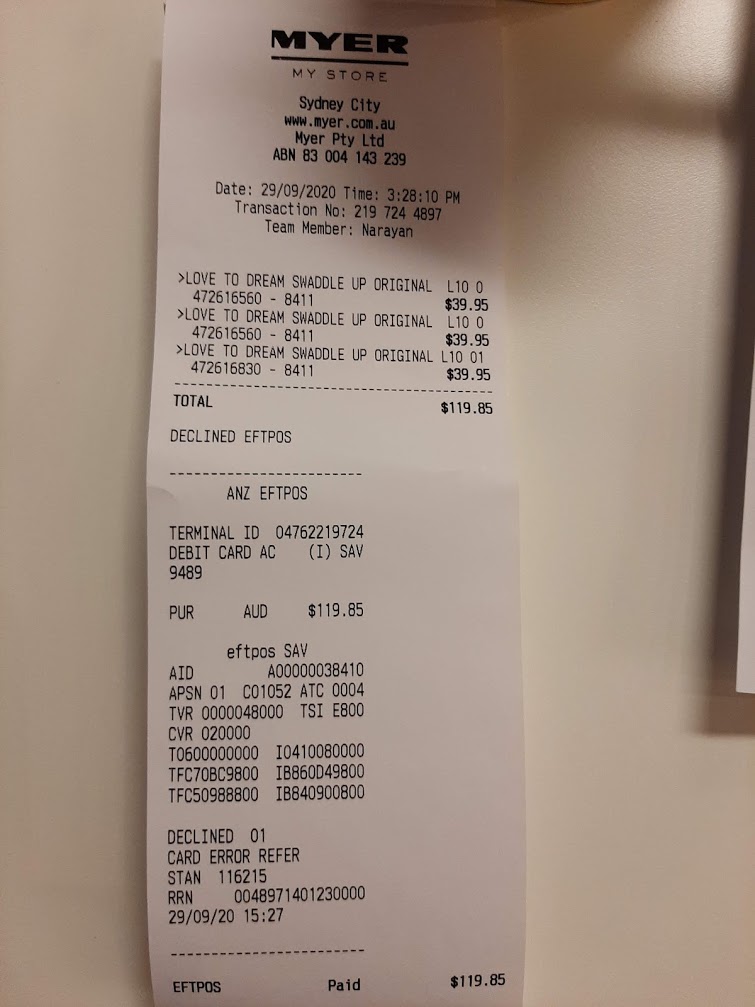 MYER
MY STORE
Sydney City
www.myer.com.au
Myer Pty Ltd
ABN 83 004 143 239
Date: 29/09/2020 Time: 3:28:10 PM
Transaction No: 219 724 4897
Team Member: Narayan
>LOVE TO DREAM SWADDLE UP ORIGINAL L10 0
472616560 - 8411 $39.95
>LOVE TO DREAM SWADDLE UP ORIGINAL L10 0
472616560 - 8411 $39.95
>LOVE TO DREAM SWADDLE UP ORIGINAL L10 01
472616830 - 8411 $39.95
TOTAL $119.85
DECLINED EFTPOS
ANZ EFTPOS
TERMINAL ID 04762219724
DEBIT CARD AC (I) SAV
9489
PUR AUD $119.85
eftpos SAV
AID A00000038410
APSN 01 C01052 ATC 0004
TVR 0000048000 TSI E800
CVR 020000
T0600000000 I0410080000
TFC70BC9800 IB860D49800
TFC50988800 IB840900800
DECLINED 01
CARD ERROR REFER
STAN 116215
RRN 0048971401230000
29/09/20 15:27
EFTPOS Paid $119.85